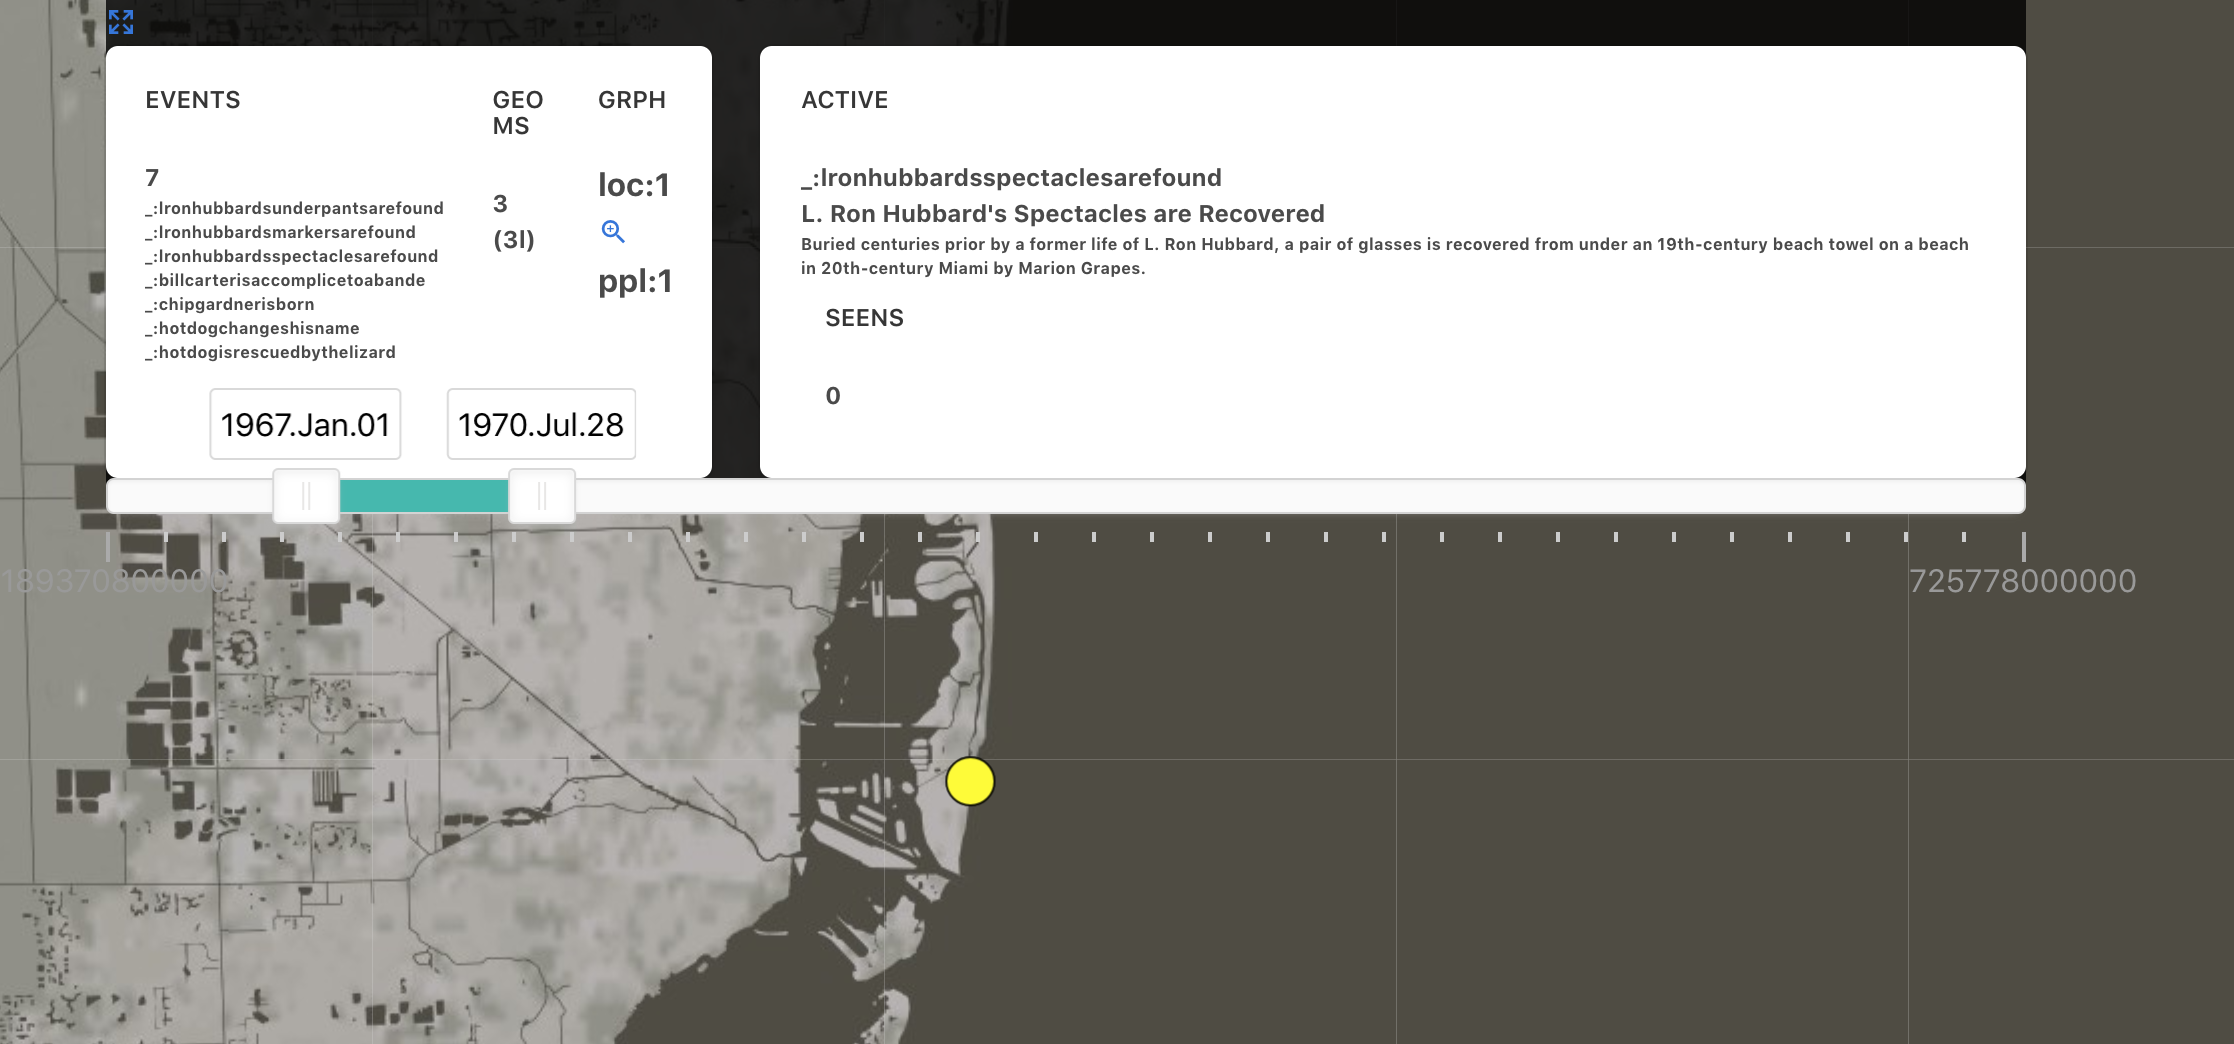 EVENTS
GEO
MS
GRPH
7
_:lronhubbardsunderpantsarefound
_:lronhubbardsmarkersarefound
_:lronhubbardsspectaclesarefound
_:billcarterisaccomplicetoabande
_:chipgardnerisborn
_:hotdogchangeshisname
_:hotdogisrescuedbythelizard
3
(3l)
loc:1
ppl:1
1967.Jan.01
1970.Jul.28
ACTIVE
_:lronhubbardsspectaclesarefound
L. Ron Hubbard's Spectacles are Recovered
Buried centuries prior by a former life of L. Ron Hubbard, a pair of glasses is recovered from under an 19th-century beach towel on a beach
in 20th-century Miami by Marion Grapes.
SEENS
0
189370800000
725778000000